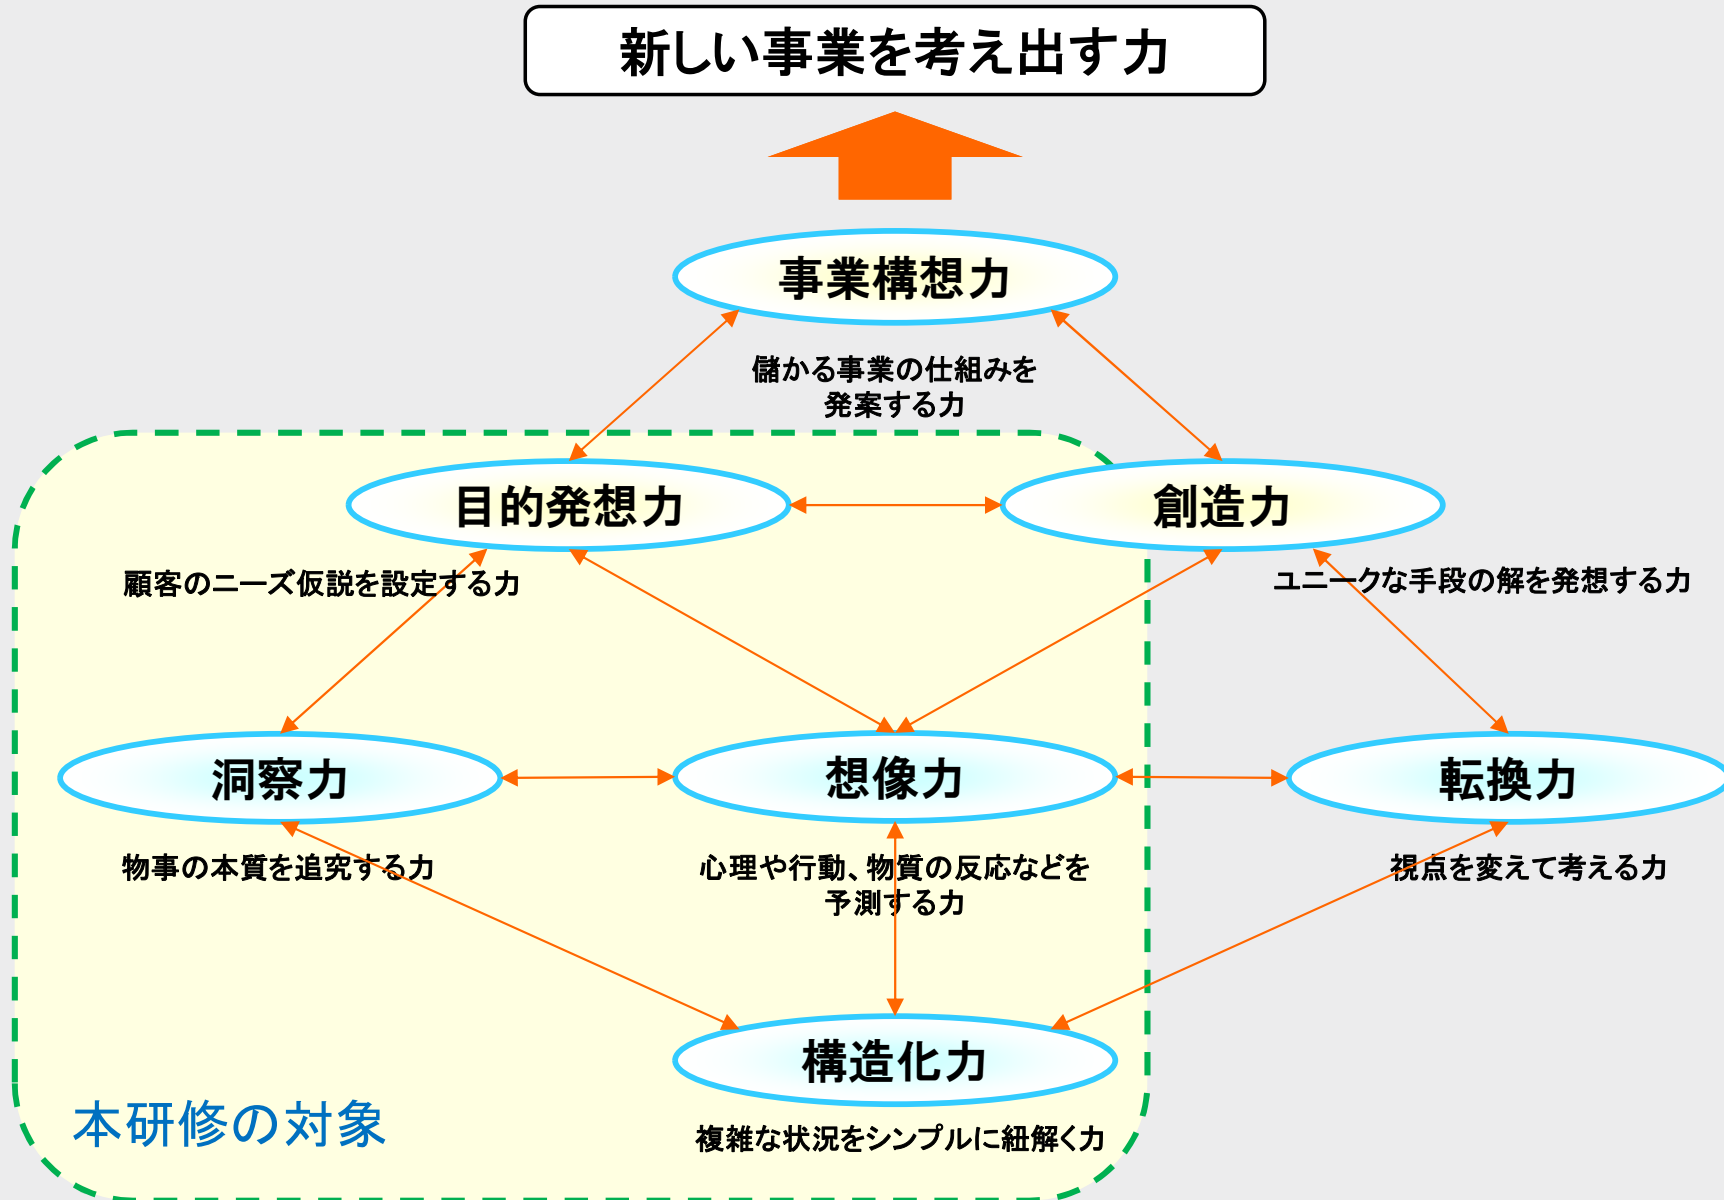 新しい事業を考え出す力
事業構想力
儲かる事業の仕組みを
発案する力
目的発想力
創造力
顧客のニーズ仮説を設定する力
ユニークな手段の解を発想する力
洞察力
想像力
転換力
物事の本質を追究する力
心理や行動、物質の反応などを
予測する力
視点を変えて考える力
構造化力
本研修の対象
複雑な状況をシンプルに紐解く力